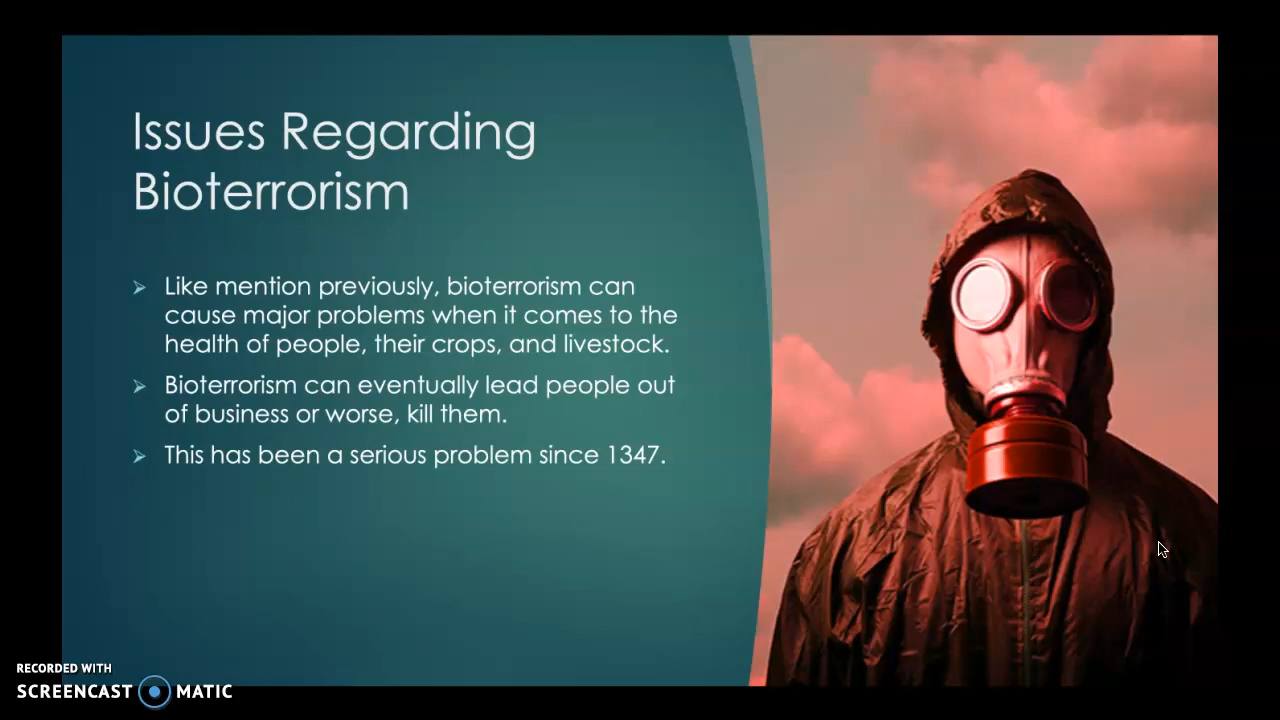 Issues Regarding
Bioterrorism
Like mention previously, bioterrorism can
cause major problems when it comes to the
health of people, their crops, and livestock.
Bioterrorism can eventually lead people out
of business or worse, kill them.
This has been a serious problem since 1347.
RECORDED WITH
SCREENCAST MATIC